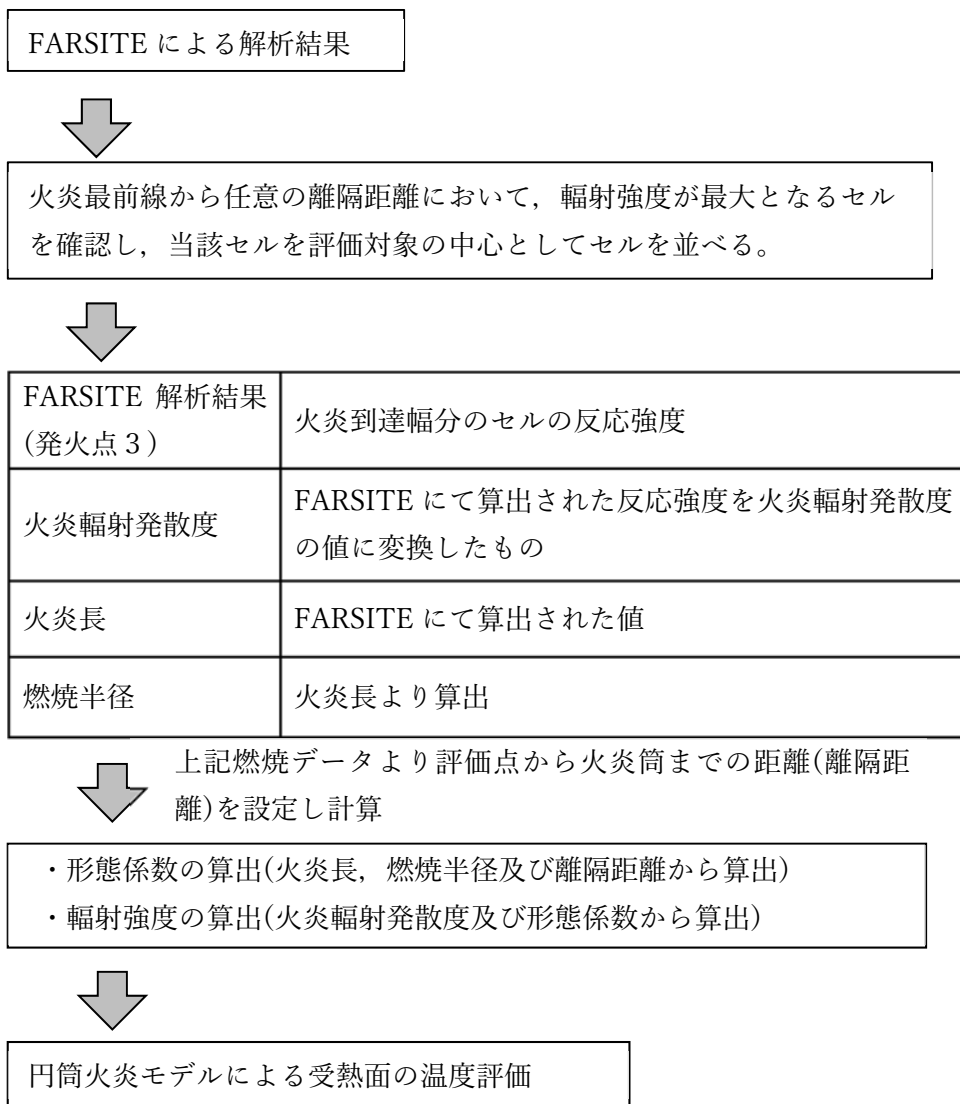 FARSITE による解析結果
火炎最前線から任意の離隔距離において，輻射強度が最大となるセル
を確認し，当該セルを評価対象の中心としてセルを並べる。
FARSITE 解析結果
(発火点３)
火炎到達幅分のセルの反応強度
火炎輻射発散度
FARSITE にて算出された反応強度を火炎輻射発散度
の値に変換したもの
火炎長
FARSITE にて算出された値
燃焼半径
火炎長より算出
上記燃焼データより評価点から火炎筒までの距離(離隔距
離)を設定し計算
・形態係数の算出(火炎長，燃焼半径及び離隔距離から算出)
・輻射強度の算出(火炎輻射発散度及び形態係数から算出)
円筒火炎モデルによる受熱面の温度評価